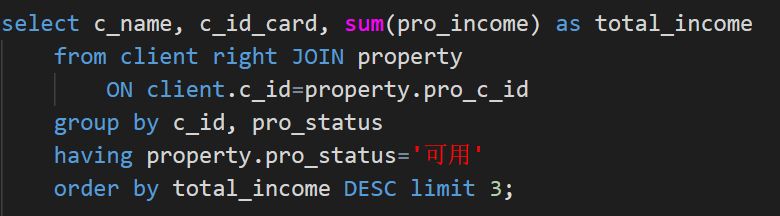 select c_name, c_id_card, sum(pro_income) as total_income
from client right JOIN property
ON client.c_id=property.pro_c_id
group by c_id, pro_status
having property.pro_status='可用'
order by total_income DESC limit 3;